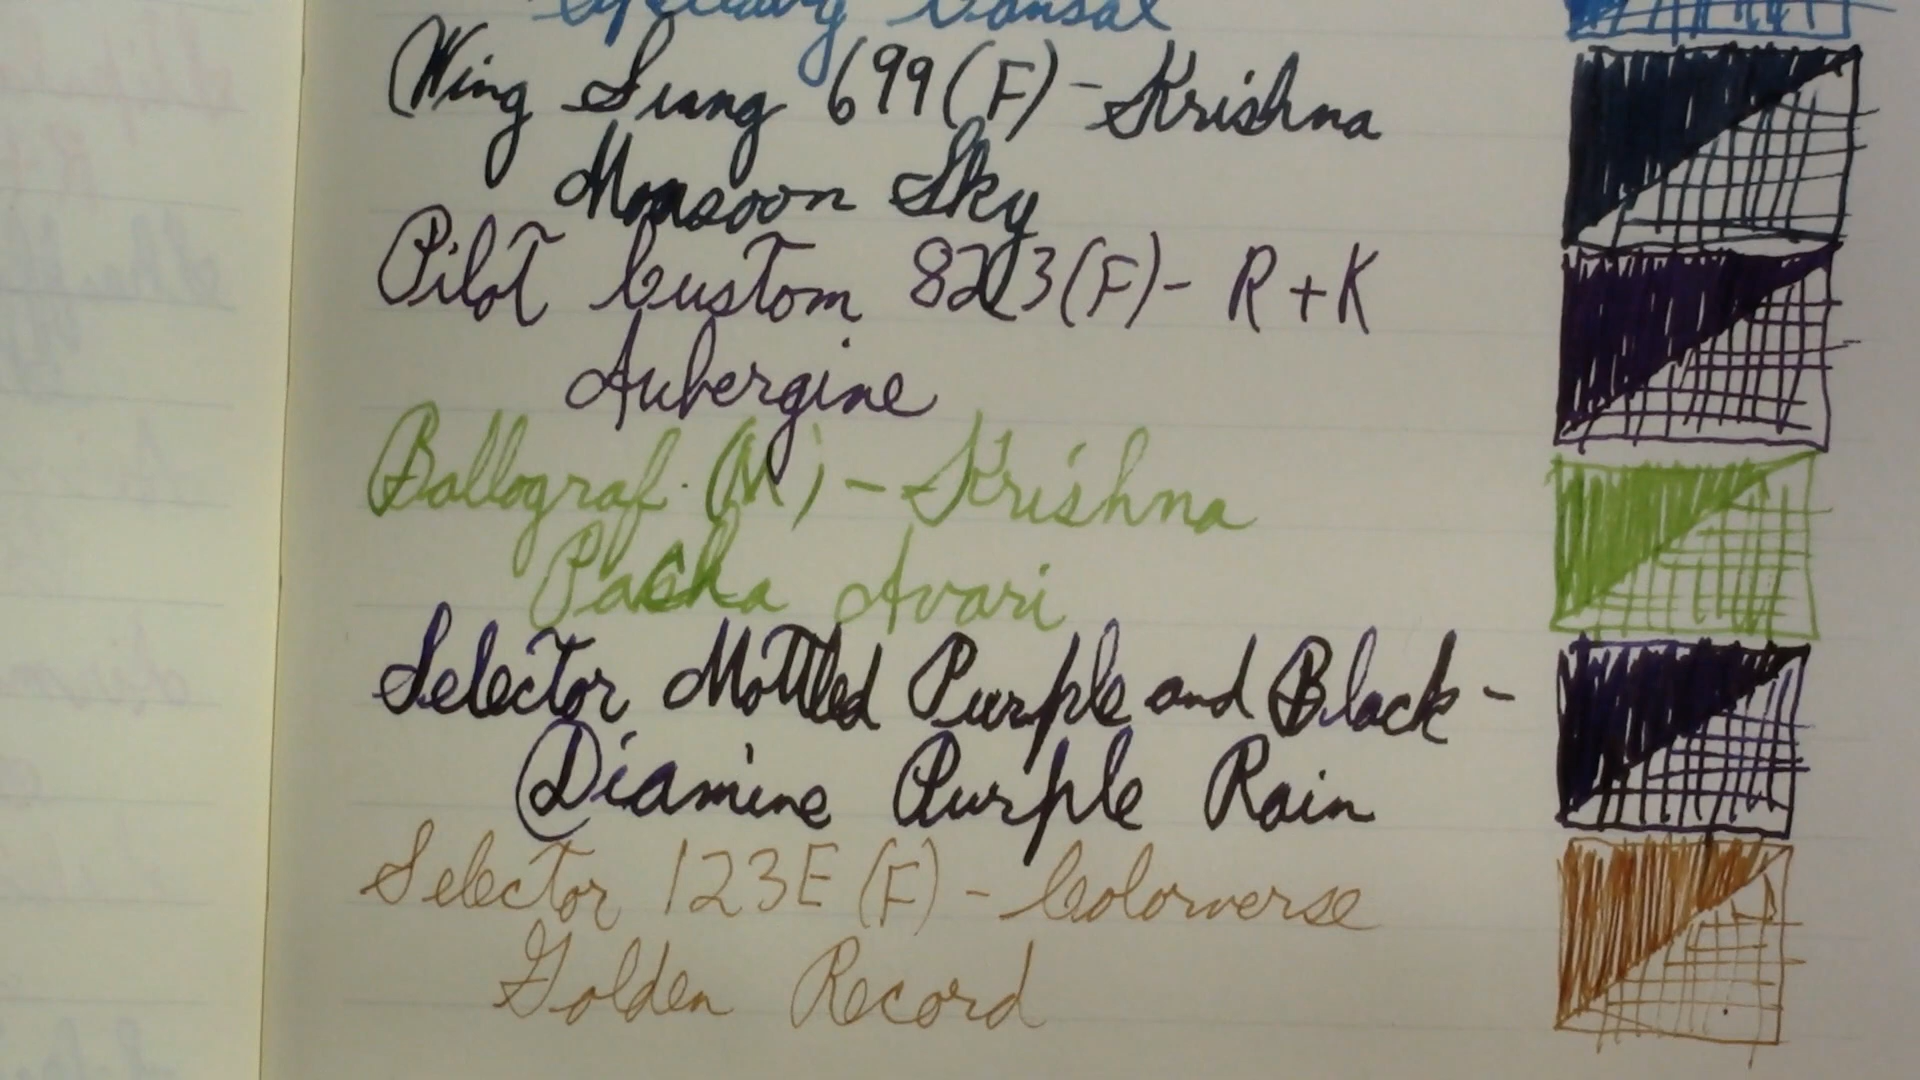 Wing Sung 699 (F) - Krishna
Monsoon Sky
Pilot Custom 823 (F) - R + K
Aubergine
Ballograf (M) - Krishna
Pacha Avari
Selector Mottled Purple and Black -
Diamine Purple Rain
Selector 123E (F) - Colorverse
Golden Record